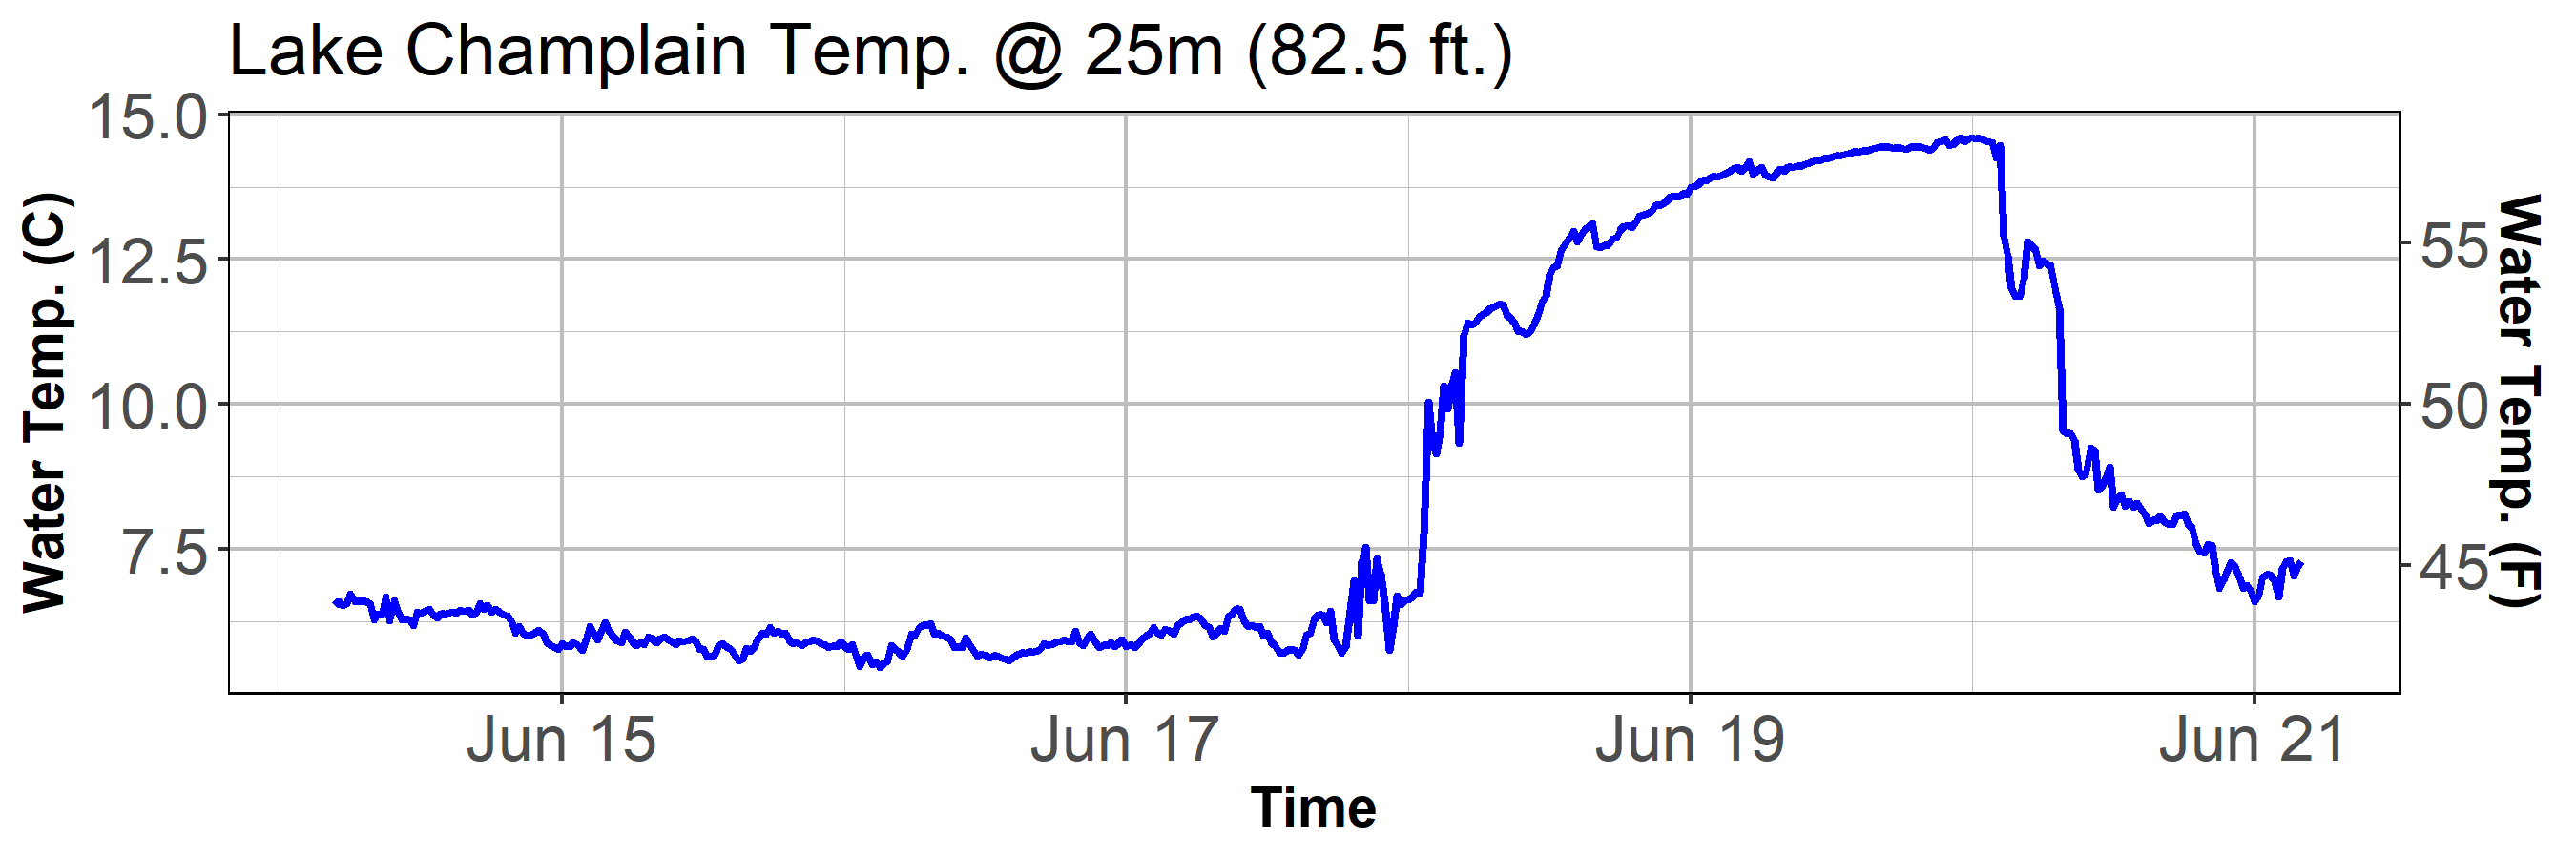 Lake Champlain Temp. @ 25m (82.5 ft.)
Water Temp. (C)
15.0
12.5
10.0
7.5
55
50
45
Water Temp. (F)
Jun 15
Jun 17
Jun 19
Jun 21
Time